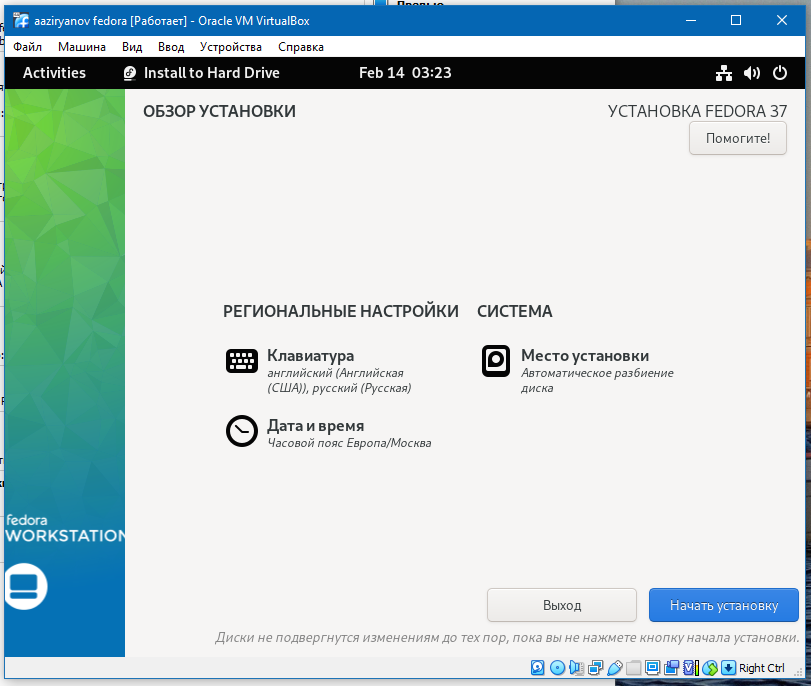 aaziryanov fedora [Работает] - Oracle VM VirtualBox
Файл Машина Вид Ввод Устройства Справка
Activities Install to Hard Drive Feb 14 03:23
ОБЗОР УСТАНОВКИ
УСТАНОВКА FEDORA 37
Помогите!
РЕГИОНАЛЬНЫЕ НАСТРОЙКИ
СИСТЕМА
Клавиатура
английский (Английская
(США)), русский (Русская)
Место установки
Автоматическое разбиение
диска
Дата и время
Часовой пояс Европа/Москва
fedora
WORKSTATION
Выход
Начать установку
Диски не подвергнутся изменениям до тех пор, пока вы не нажмете кнопку начала установки.
Right Ctrl